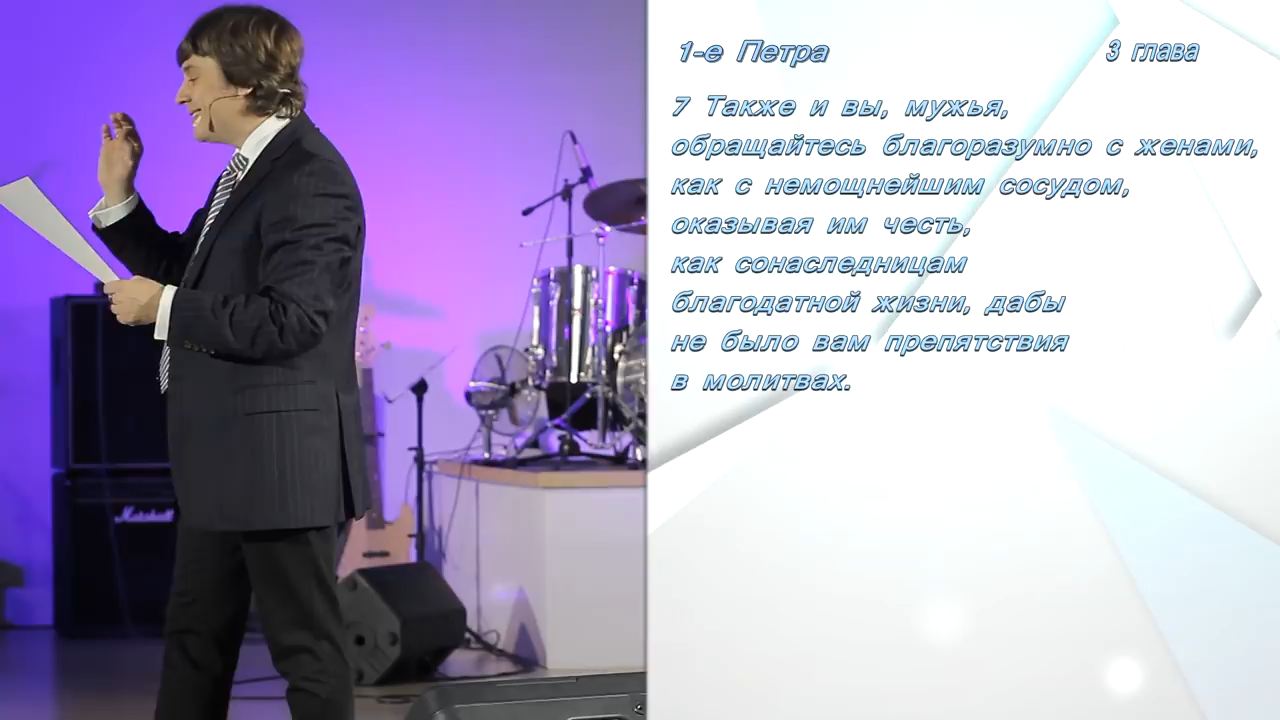 1-е Петра 3 глава
7 Также и вы, мужья,
обращайтесь благоразумно с женами,
как с немощнейшим сосудом,
оказывая им честь,
как сонаследницам
благодатной жизни, дабы
не было вам препятствия
в молитвах.
Marshall